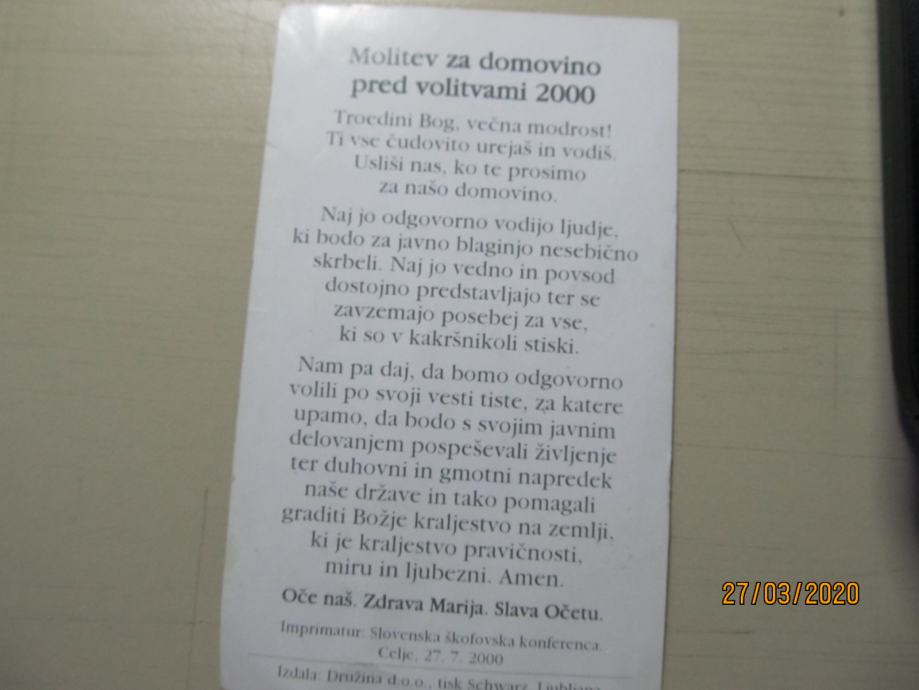 Molitev za domovino
pred volitvami 2000
Troedini Bog, večna modrost!
Ti vse čudovito urejaš in vodiš.
Usliši nas, ko te prosimo
za našo domovino.
Naj jo odgovorno vodijo ljudje,
ki bodo za javno blaginjo nesebično
skrbeli. Naj jo vedno in povsod
dostojno predstavljajo ter se
zavzemajo posebej za vse,
ki so v kakršnikoli stiski.
Nam pa daj, da bomo odgovorno
volili po svoji vesti tiste, za katere
upamo, da bodo s svojim javnim
delovanjem pospeševali življenje
ter duhovni in gmotni napredek
naše države in tako pomagali
graditi Božje kraljestvo na zemlji,
ki je kraljestvo pravičnosti,
miru in ljubezni. Amen.
Oče naš. Zdrava Marija. Slava Očetu.
Imprimatur: Slovenska škofovska konferenca.
Celje, 27. 7. 2000
Izdala: Družina d.o.o., tisk Schwarz, Ljubljana
27/03/2020